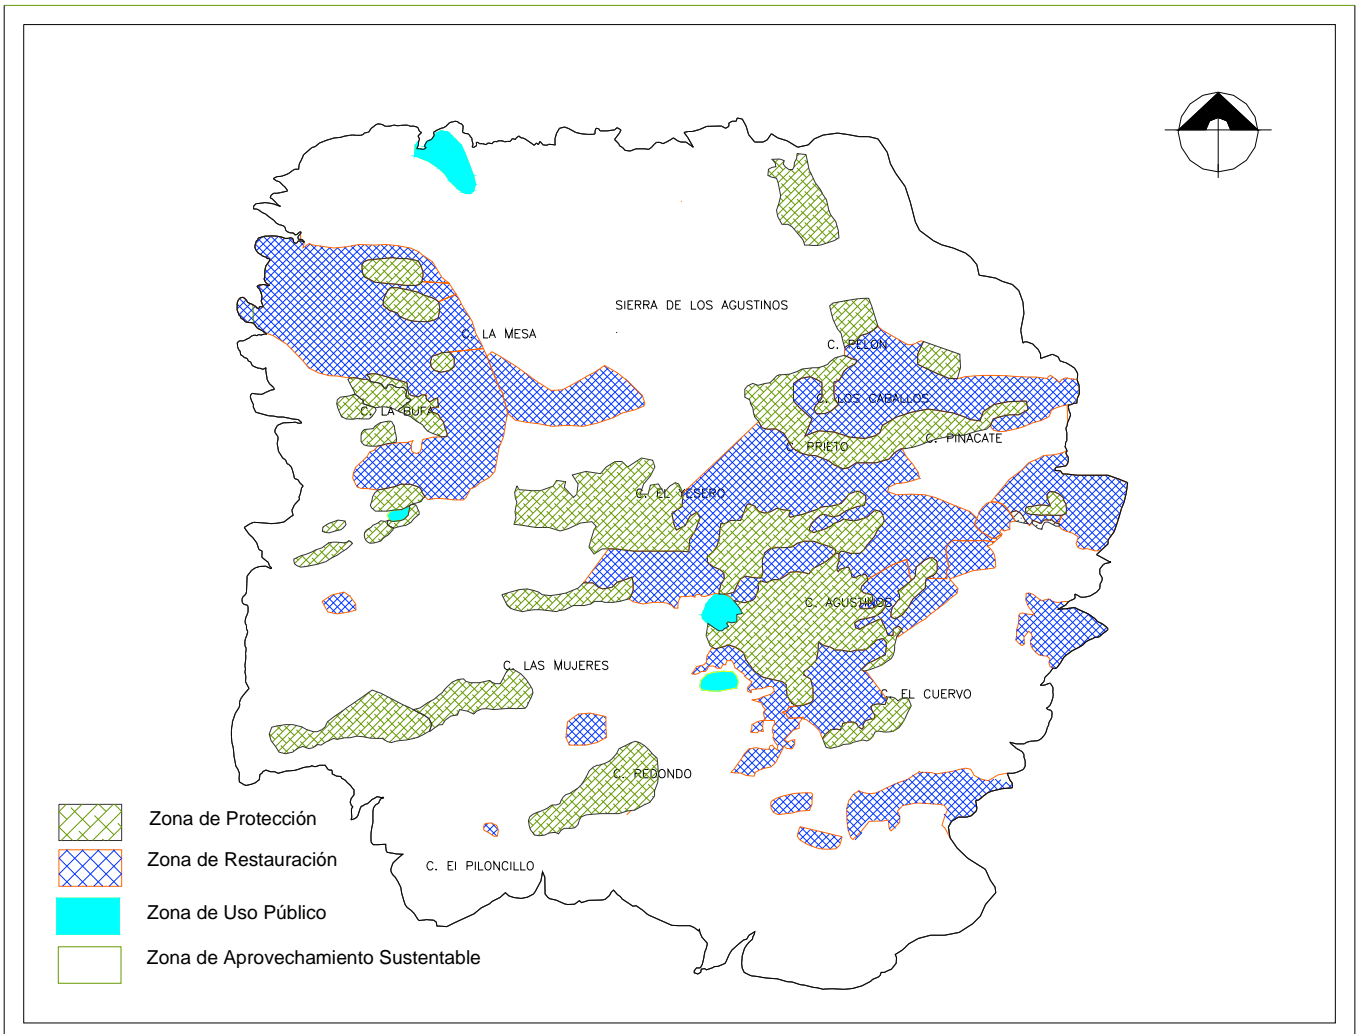 SIERRA DE LOS AGUSTINOS
C. LA MESA
C. PELON
C. LOS CABALLOS
C. LA BUFA
C. PRIETO
C. PINACATE
C. EL YESERO
C. AGUSTINOS
C. LAS MUJERES
C. EL CUERVO
C. REDONDO
C. El PILONCILLO
Zona de Protección
Zona de Restauración
Zona de Uso Público
Zona de Aprovechamiento Sustentable